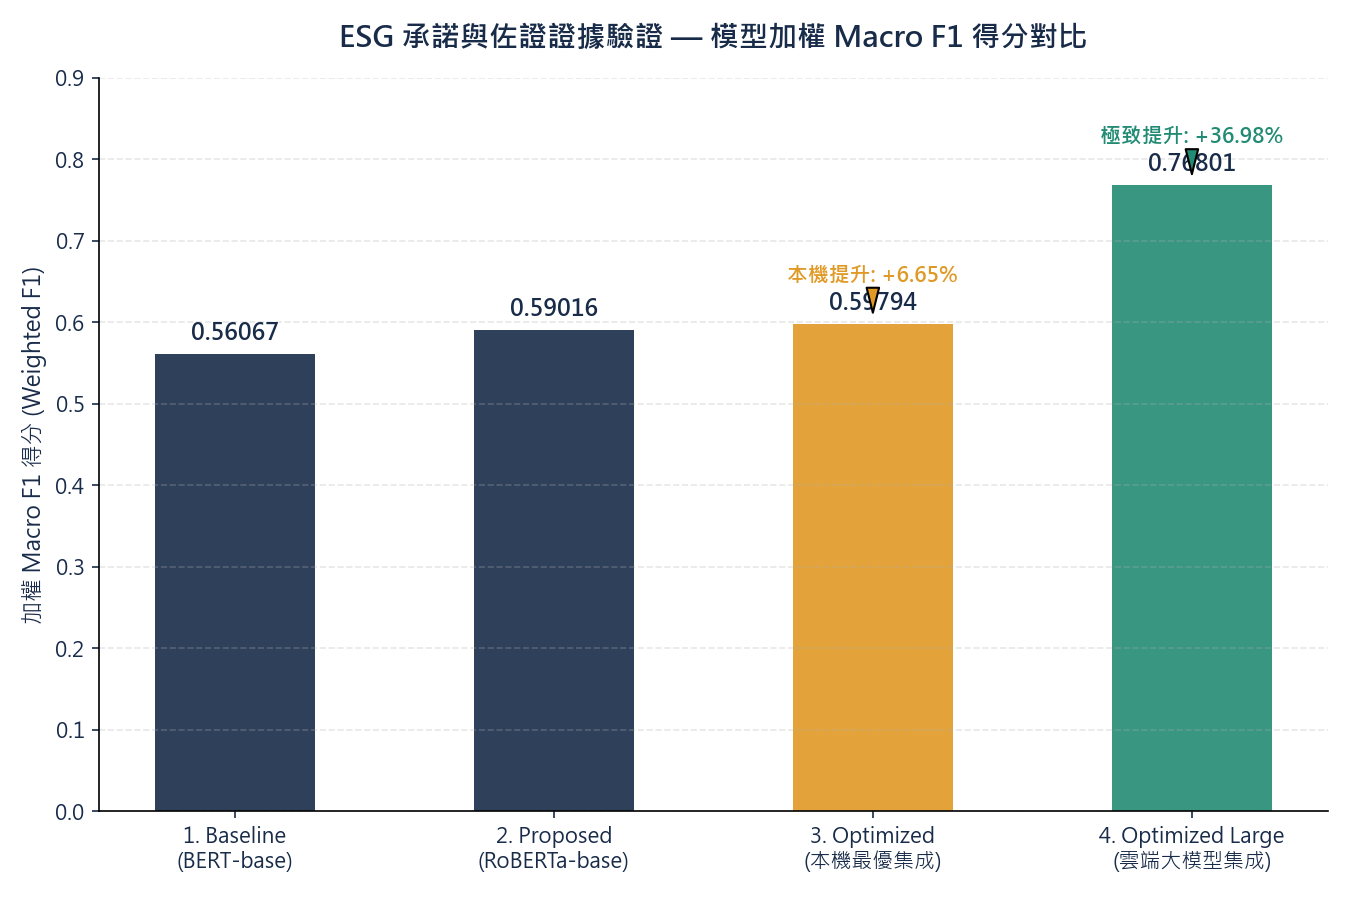 ESG 承諾與佐證證據驗證 — 模型加權 Macro F1 得分對比
加權 Macro F1 得分 (Weighted F1)
0.9
0.8
0.7
0.6
0.5
0.4
0.3
0.2
0.1
0.0
0.56067
0.59016
本機提升: +6.65%
0.59794
極致提升: +36.98%
0.76801
1. Baseline
(BERT-base)
2. Proposed
(RoBERTa-base)
3. Optimized
(本機最優集成)
4. Optimized Large
(雲端大模型集成)